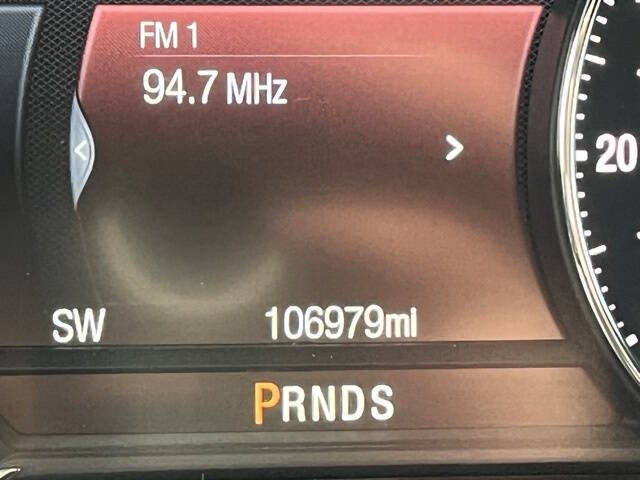 FM 1
94.7 MHz
< >
20
SW 106979mi
PRNDS